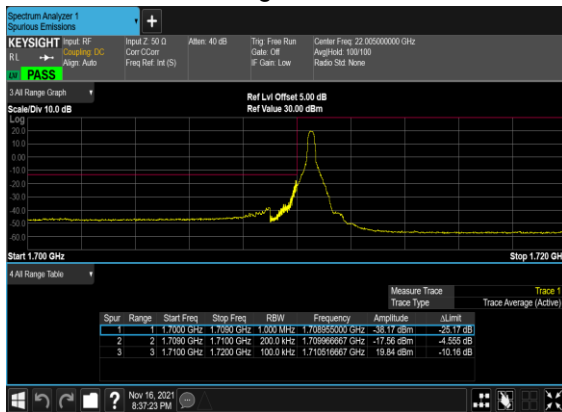 Spectrum Analyzer 1
Spurious Emissions
KEYSIGHT Input: RF Input Z: 50 Ω Atten: 40 dB Trig: Free Run Center Freq: 22.005000000 GHz
RL Coupling: DC Corr CCorr Gate: Off Avg|Hold: 100/100
Align: Auto Freq Ref: Int (S) IF Gain: Low Radio Std: None
PASS
3 All Range Graph
Ref Lvl Offset 5.00 dB
Scale/Div 10.0 dB Ref Value 30.00 dBm
Log
20.0
10.0
0.00
-10.0
-20.0
-30.0
-40.0
-50.0
-60.0
Start 1.700 GHz Stop 1.720 GH
4 All Range Table
Measure Trace Trace 1
Trace Type Trace Average (Active)
Spur Range Start Freq Stop Freq RBW Frequency Amplitude ΔLimit
1 1 1.7000 GHz 1.7090 GHz 1.000 MHz 1.708955000 GHz -38.17 dBm -25.17 dB
2 2 1.7090 GHz 1.7100 GHz 200.0 kHz 1.709966667 GHz -17.56 dBm -4.555 dB
3 3 1.7100 GHz 1.7200 GHz 100.0 kHz 1.710516667 GHz 19.84 dBm -10.16 dB
Nov 16, 2021
8:37:23 PM